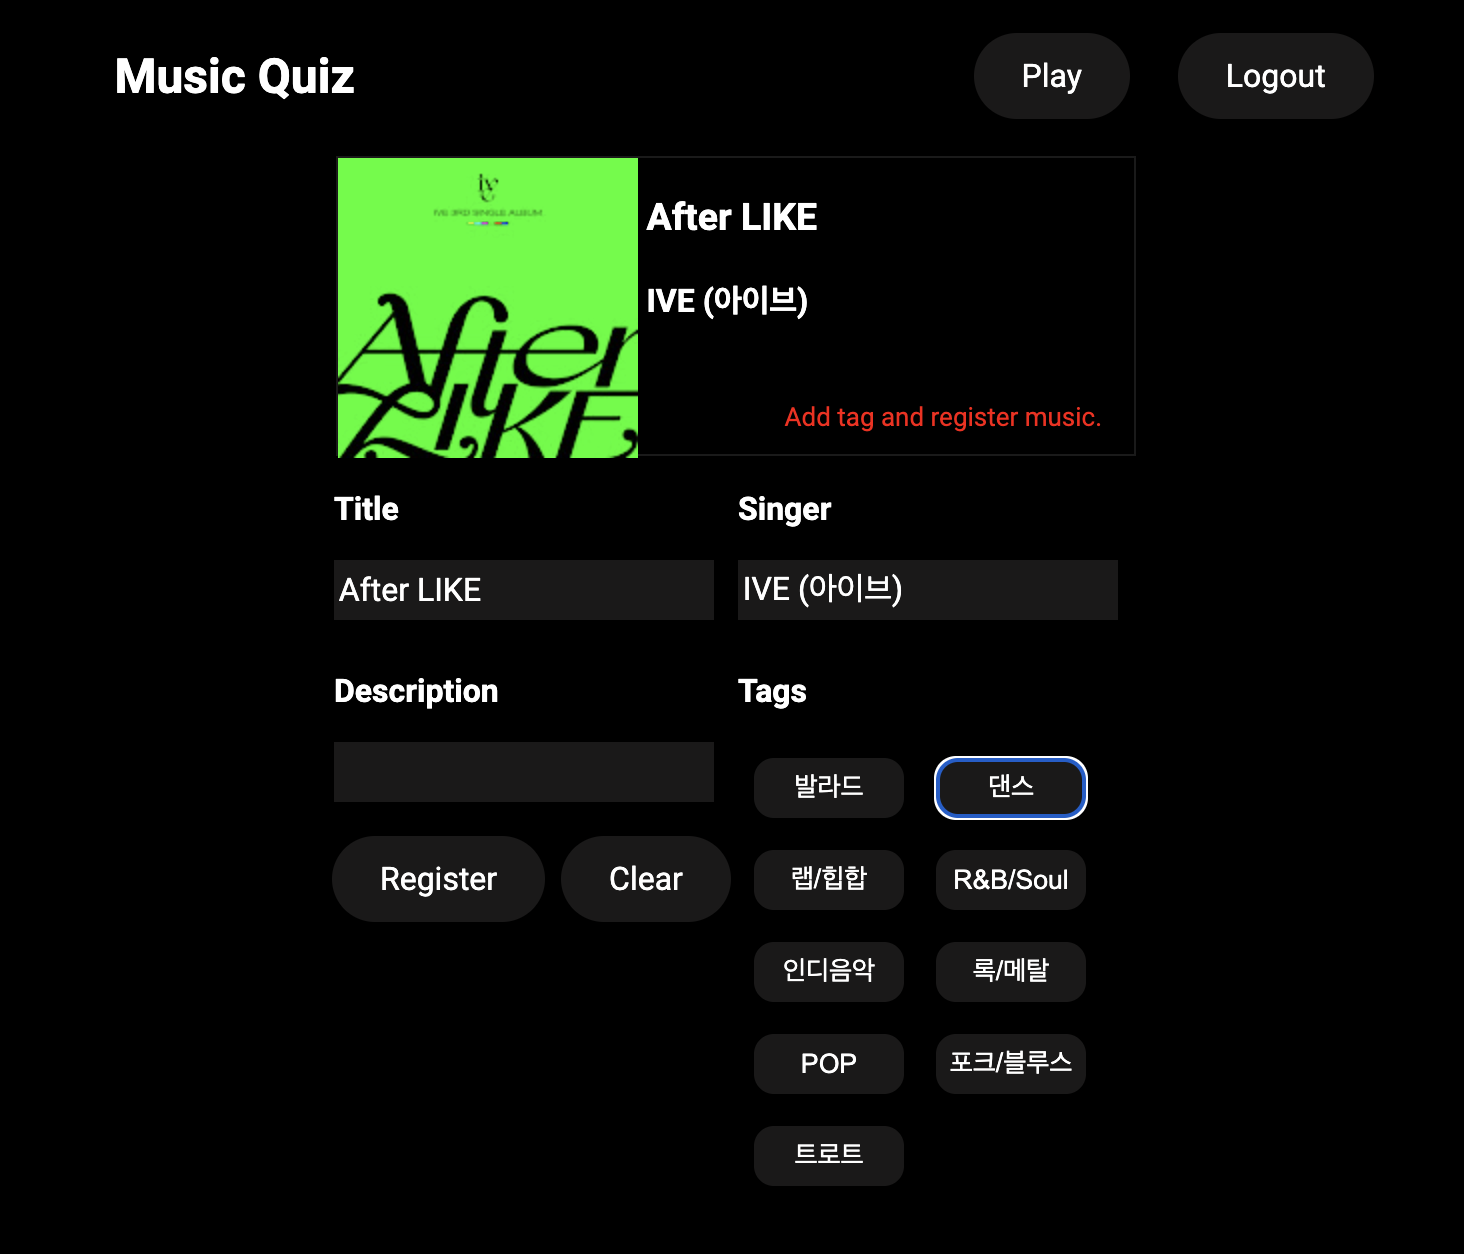 Music Quiz
Play
Logout
ive
IVE 3RD SINGLE ALBUM
After
LIKE
After LIKE
IVE (아이브)
Add tag and register music.
Title
Singer
After LIKE
IVE (아이브)
Description
Tags
발라드
댄스
랩/힙합
R&B/Soul
Register
Clear
인디음악
록/메탈
POP
포크/블루스
트로트